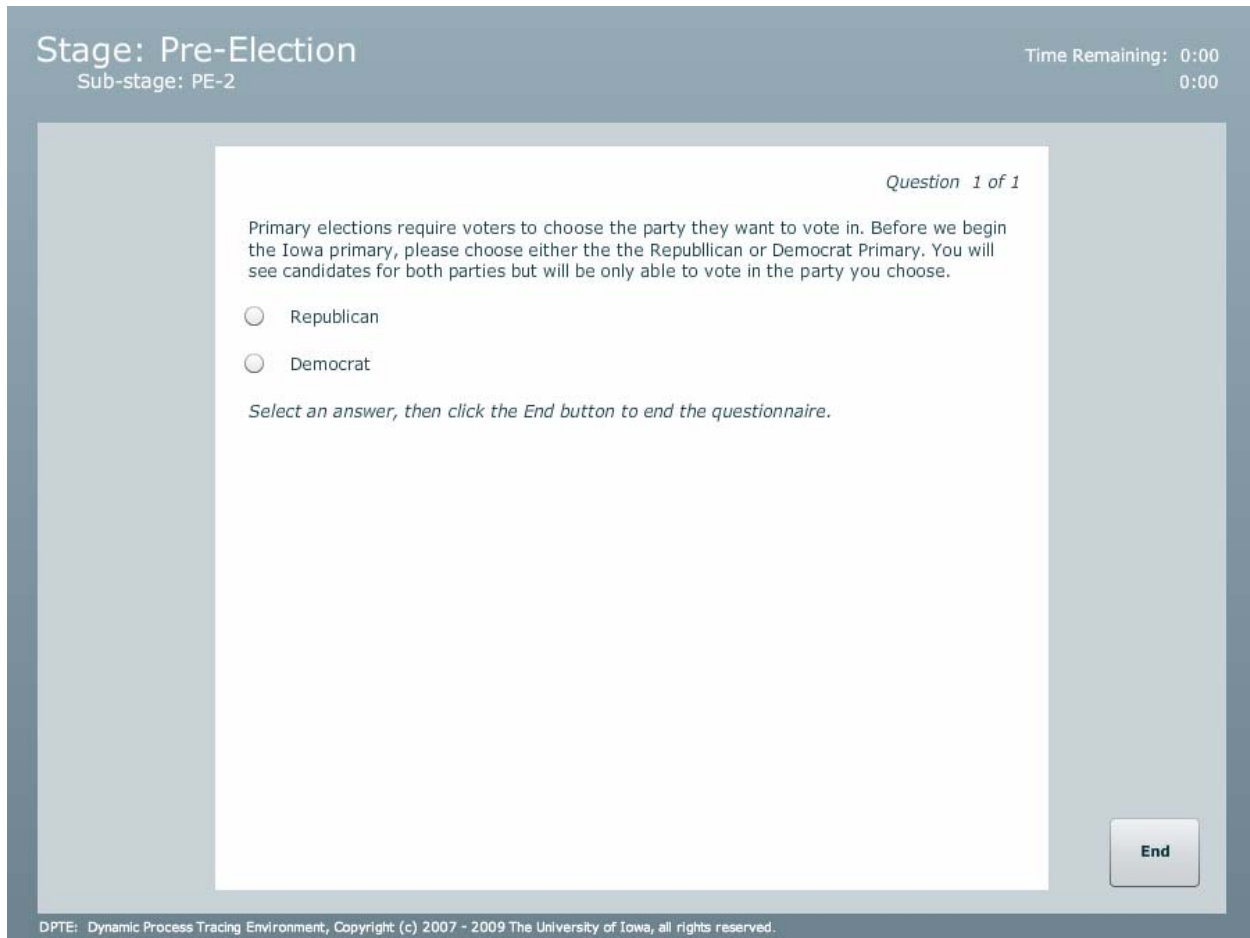 Stage: Pre-Election
Sub-stage: PE-2
Time Remaining: 0:00
0:00
Question 1 of 1
Primary elections require voters to choose the party they want to vote in. Before we begin
the Iowa primary, please choose either the the Republlican or Democrat Primary. You will
see candidates for both parties but will be only able to vote in the party you choose.
Republican
Democrat
Select an answer, then click the End button to end the questionnaire.
End
DPTE: Dynamic Process Tracing Environment, Copyright (c) 2007 - 2009 The University of Iowa, all rights reserved.